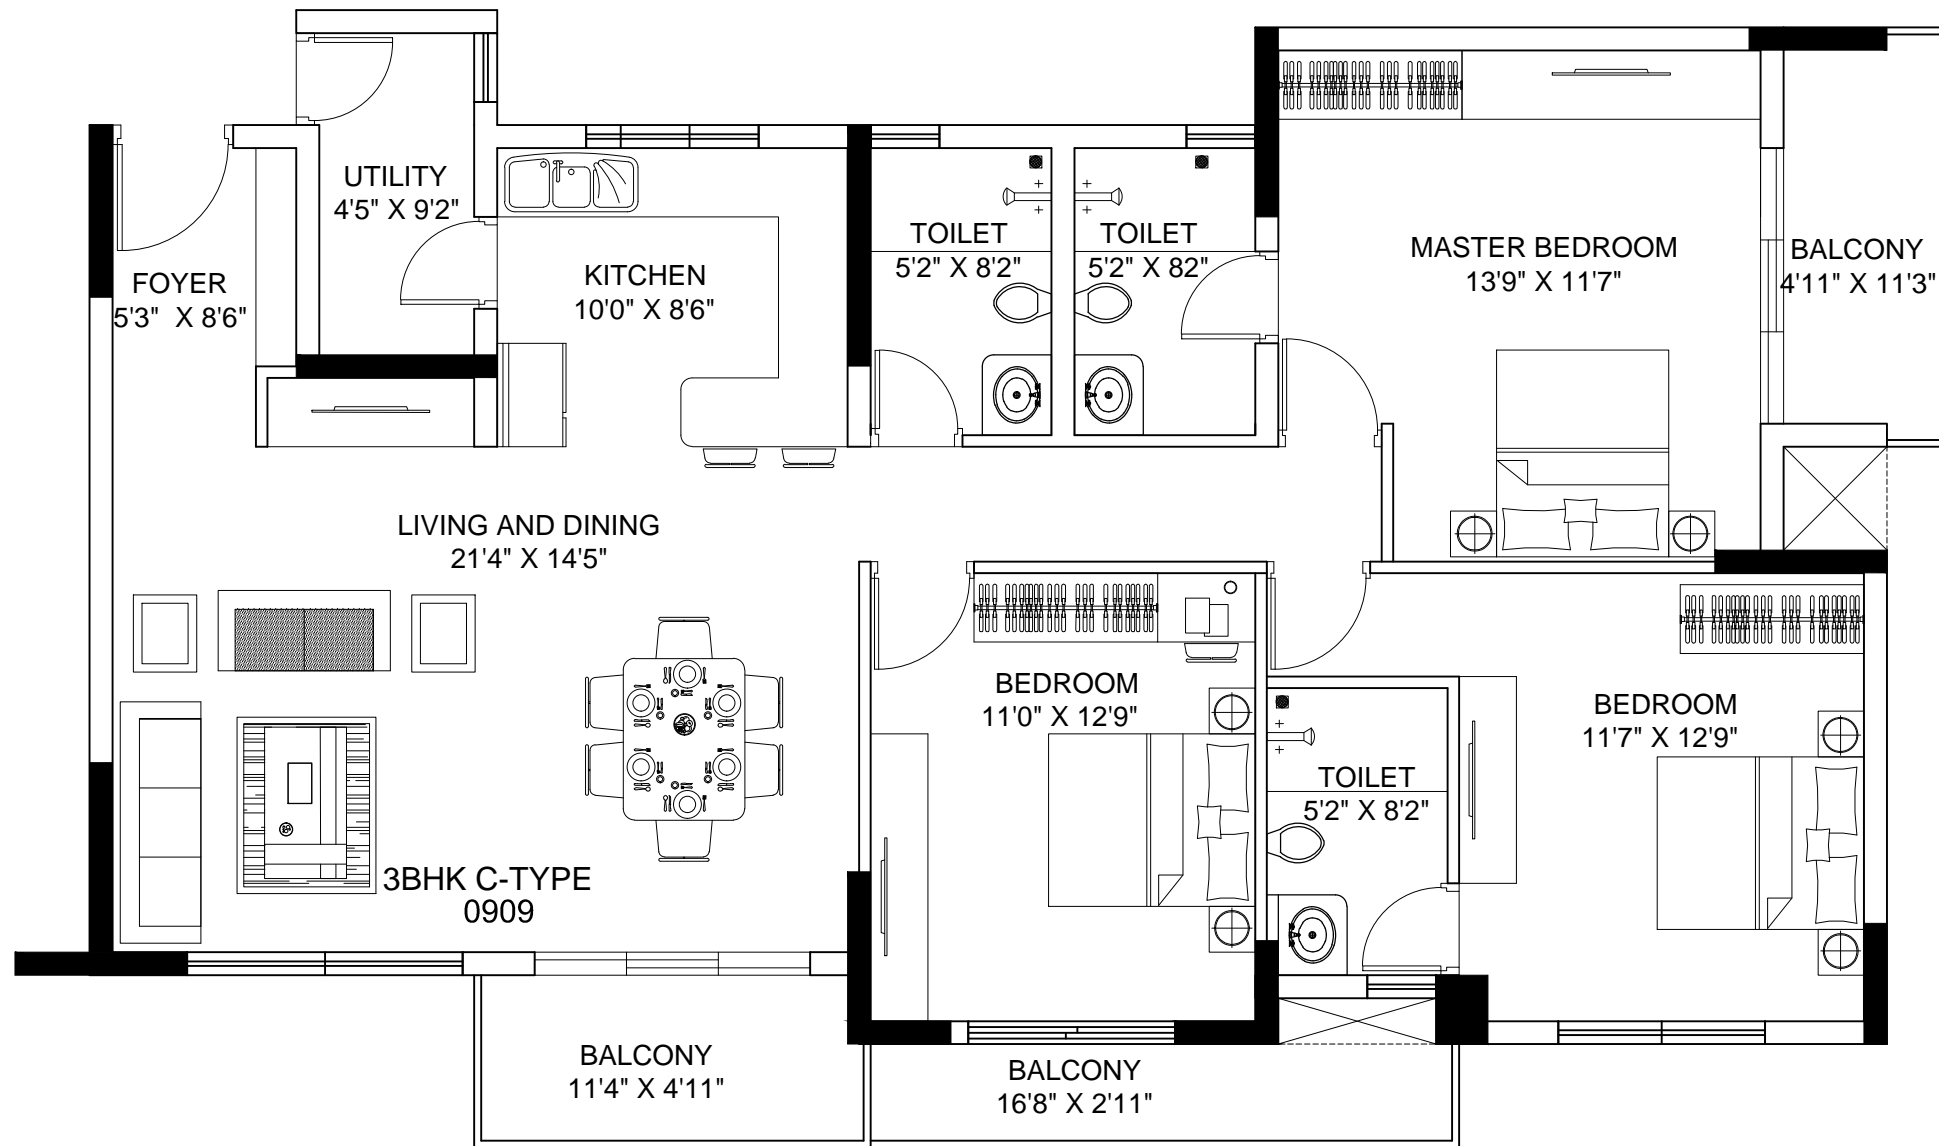 UTILITY
4'5" X 9'2"
FOYER
5'3" X 8'6"
KITCHEN
10'0" X 8'6"
TOILET
5'2" X 8'2"
TOILET
5'2" X 82"
MASTER BEDROOM
13'9" X 11'7"
BALCONY
4'11" X 11'3"
LIVING AND DINING
21'4" X 14'5"
BEDROOM
11'0" X 12'9"
BEDROOM
11'7" X 12'9"
TOILET
5'2" X 8'2"
3BHK C-TYPE
0909
BALCONY
11'4" X 4'11"
BALCONY
16'8" X 2'11"